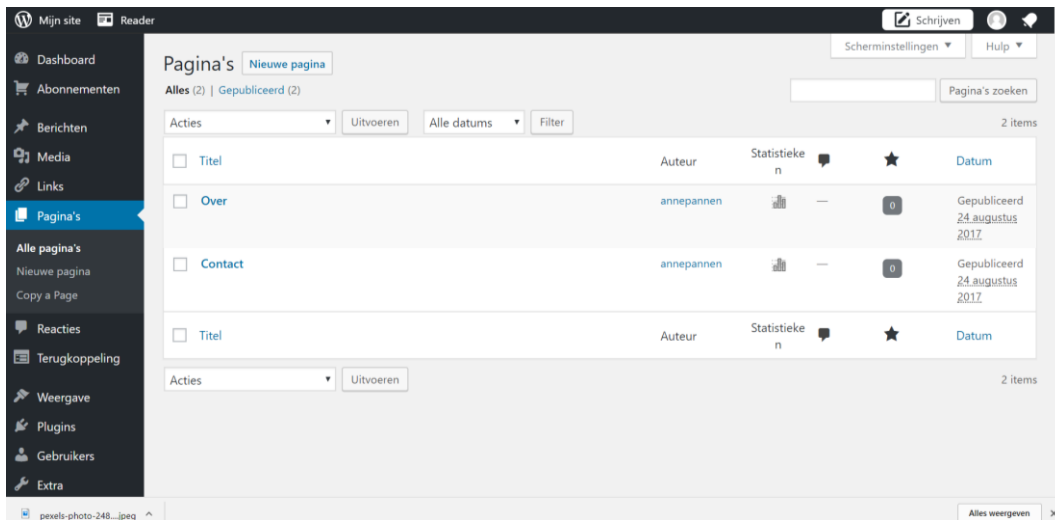 Mijn site Reader Schrijven
Dashboard
Abonnementen
Berichten
Media
Links
Pagina's
Alle pagina's
Nieuwe pagina
Copy a Page
Reacties
Terugkoppeling
Weergave
Plugins
Gebruikers
Extra
Scherminstellingen ▼ Hulp ▼
Pagina's Nieuwe pagina
Alles (2) | Gepubliceerd (2)
Pagina's zoeken
Acties Uitvoeren Alle datums Filter 2 items
Titel Auteur Statistieke
n
Datum
Over annepannen — 0 Gepubliceerd
24 augustus
2017
Contact annepannen — 0 Gepubliceerd
24 augustus
2017
Titel Auteur Statistieke
n
Datum
Acties Uitvoeren 2 items
pexels-photo-248....jpeg Alles weergeven